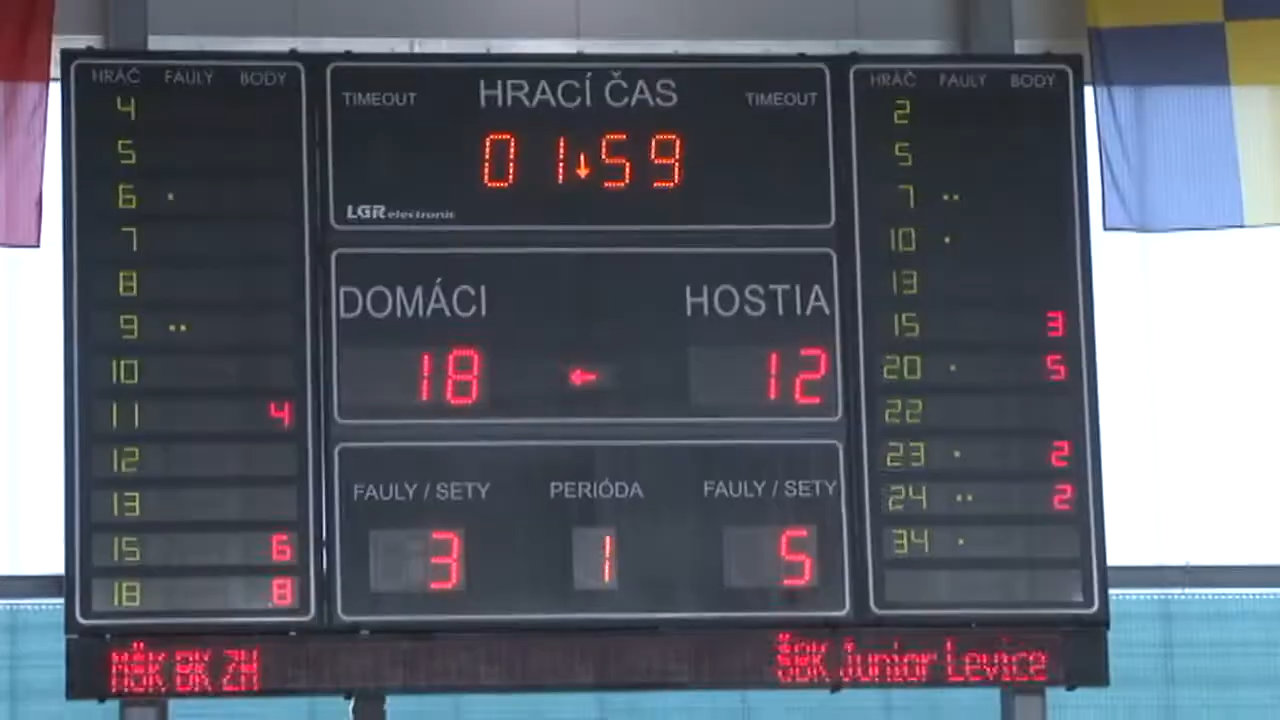 HRÁČ FAULY BODY
4
5
6
7
8
9
10
11 4
12
13
15 6
18 8
HRACÍ ČAS
TIMEOUT TIMEOUT
01:59
LGR electronic
DOMÁCI HOSTIA
18 12
FAULY / SETY PERIÓDA FAULY / SETY
3 1 5
HRÁČ FAULY BODY
2
5
7
10
13
15 3
20 5
22
23 2
24 2
34
MŠK BK ZH ŠBK Junior Levice